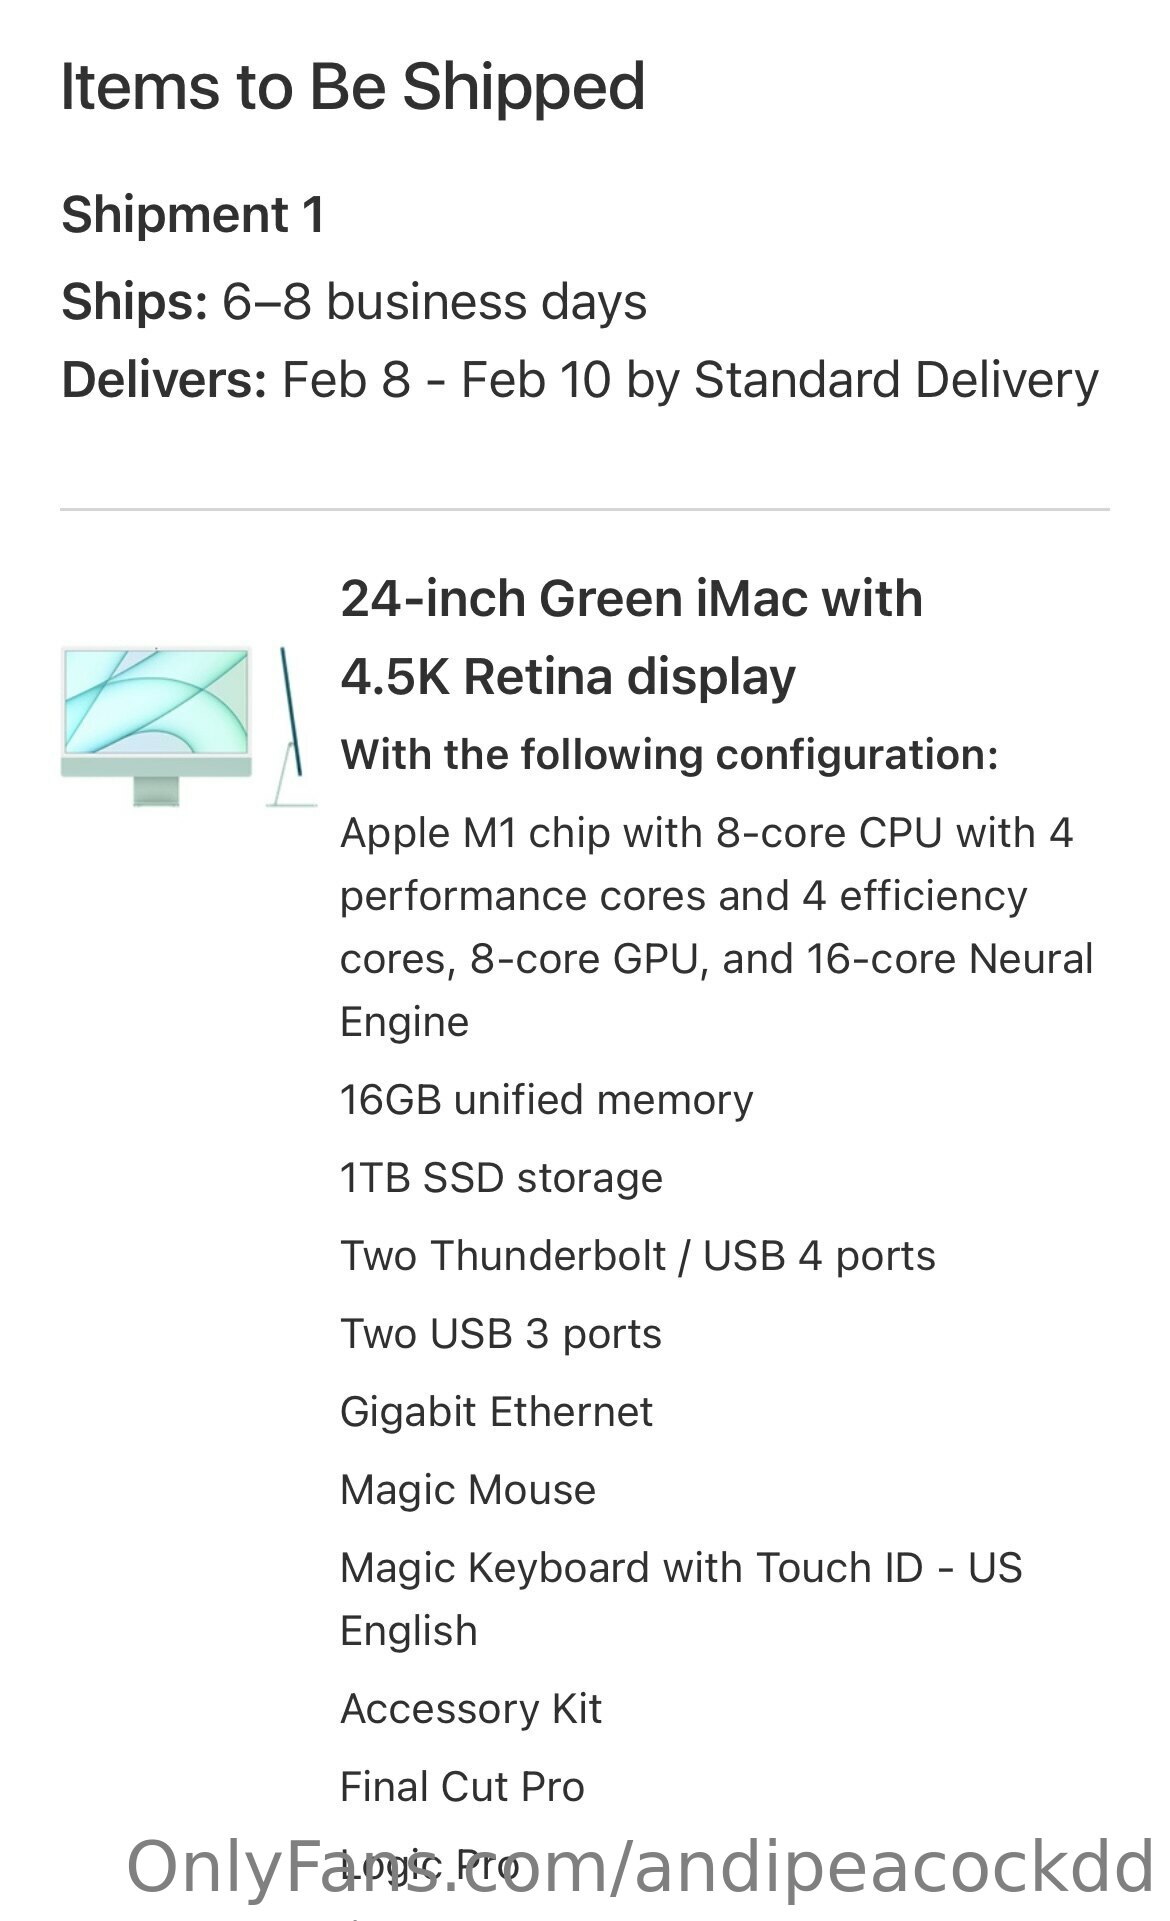 Items to Be Shipped
Shipment 1
Ships: 6–8 business days
Delivers: Feb 8 - Feb 10 by Standard Delivery
24-inch Green iMac with
4.5K Retina display
With the following configuration:
Apple M1 chip with 8-core CPU with 4
performance cores and 4 efficiency
cores, 8-core GPU, and 16-core Neural
Engine
16GB unified memory
1TB SSD storage
Two Thunderbolt / USB 4 ports
Two USB 3 ports
Gigabit Ethernet
Magic Mouse
Magic Keyboard with Touch ID - US
English
Accessory Kit
Final Cut Pro
Logic Pro
OnlyFans.com/andipeacockdd